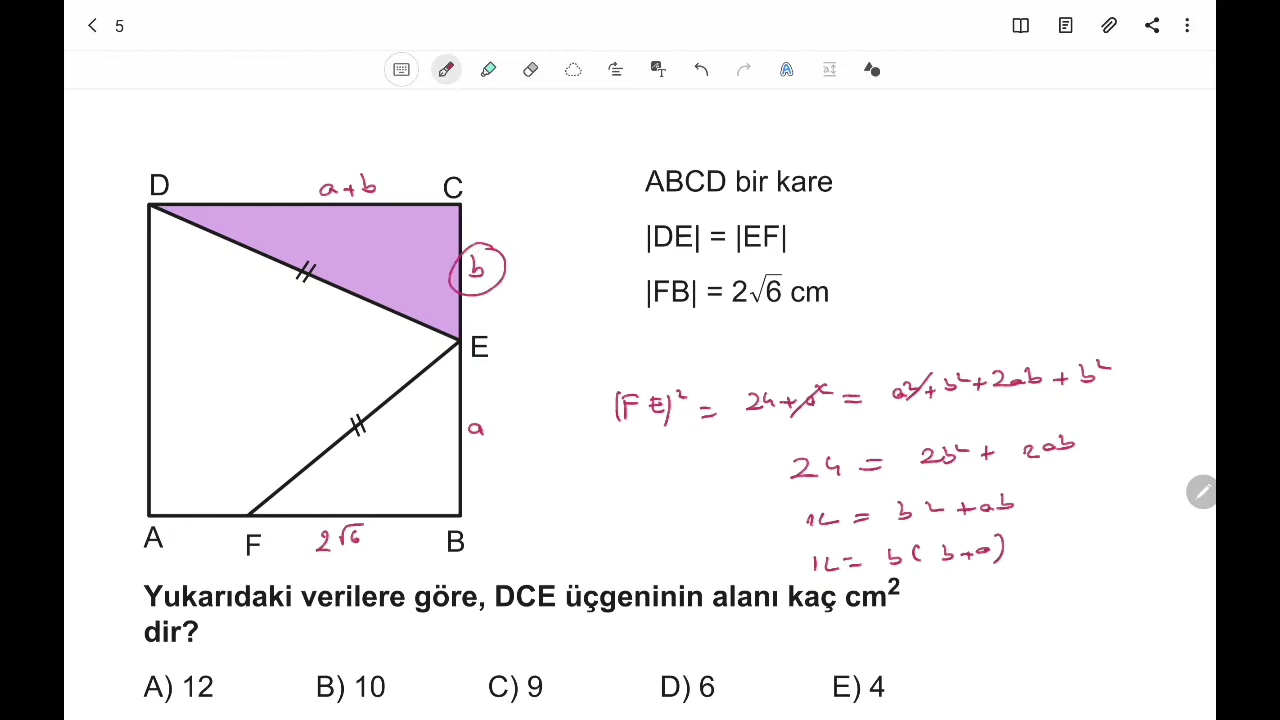 5
D
a+b
C
ABCD bir kare
b
|DE| = |EF|
|FB| = 2√6 cm
E
(FE)² = 24+a² = a²+b²+2ab+b²
a
24 = 2b²+2ab
12 = b²+ab
12 = b(b+a)
A
F
2√6
B
Yukarıdaki verilere göre, DCE üçgeninin alanı kaç cm²
dir?
A) 12 B) 10 C) 9 D) 6 E) 4